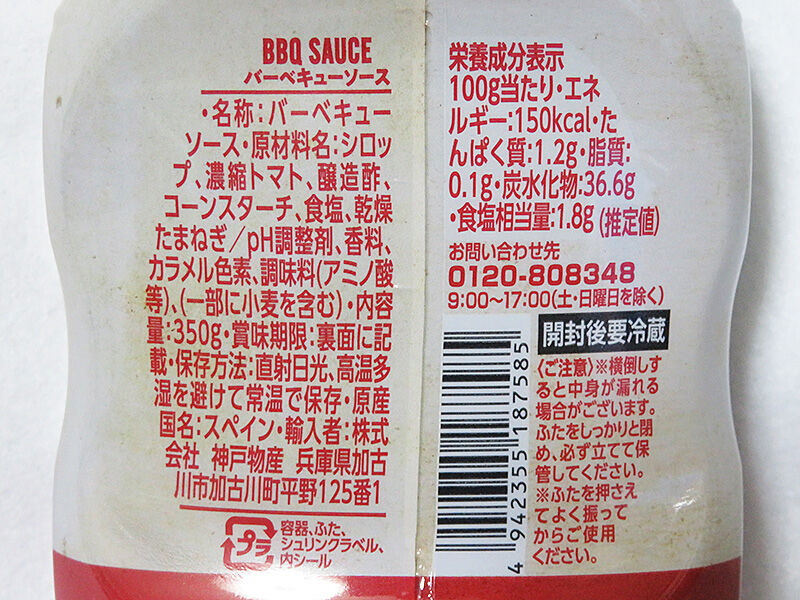 BBQ SAUCE
バーベキューソース
・名称:バーベキュー
ソース・原材料名:シロッ
プ、濃縮トマト、醸造酢、
コーンスターチ、食塩、乾燥
たまねぎ/pH調整剤、香料、
カラメル色素、調味料(アミノ酸
等)、(一部に小麦を含む)・内容
量:350g・賞味期限:裏面に記
載・保存方法:直射日光、高温多
湿を避けて常温で保存・原産
国名:スペイン・輸入者:株式
会社 神戸物産 兵庫県加古
川市加古川町平野125番1
プラ
容器、ふた、
シュリンクラベル、
内シール
栄養成分表示
100g当たり・エネ
ルギー:150kcal・た
んぱく質:1.2g・脂質:
0.1g・炭水化物:36.6g
・食塩相当量:1.8g(推定値)
お問い合わせ先
0120-808348
9:00~17:00(土・日曜日を除く)
開封後要冷蔵
4 942355 187585
〈ご注意〉※横倒しす
ると中身が漏れる
場合がございます。
ふたをしっかりと閉
め、必ず立てて保
管してください。
※ふたを押さえ
てよく振って
からご使用
ください。